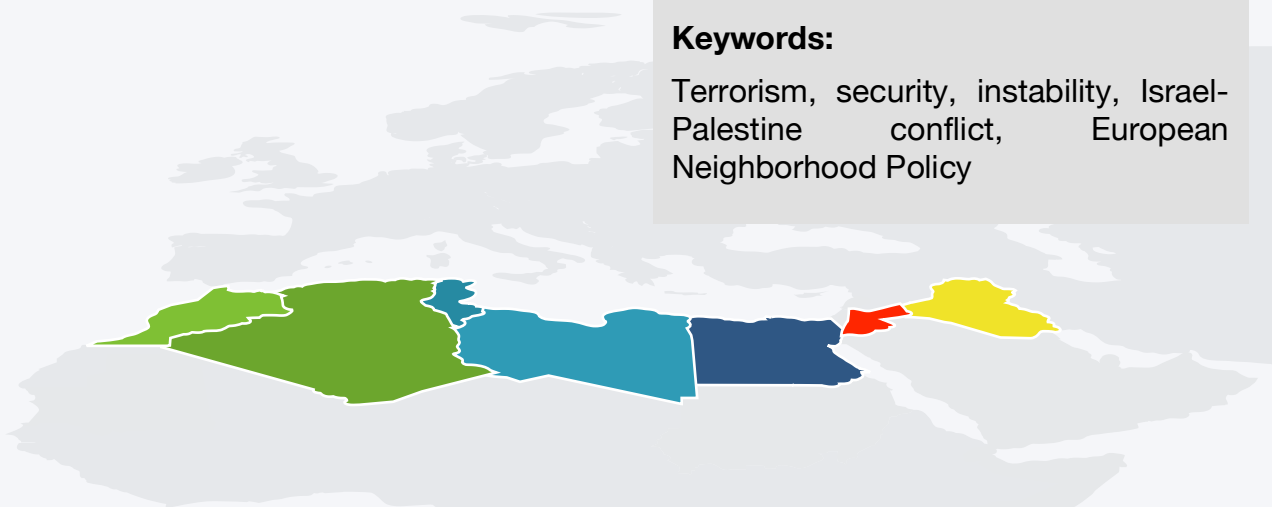 Keywords:
Terrorism, security, instability, Israel-
Palestine conflict, European
Neighborhood Policy